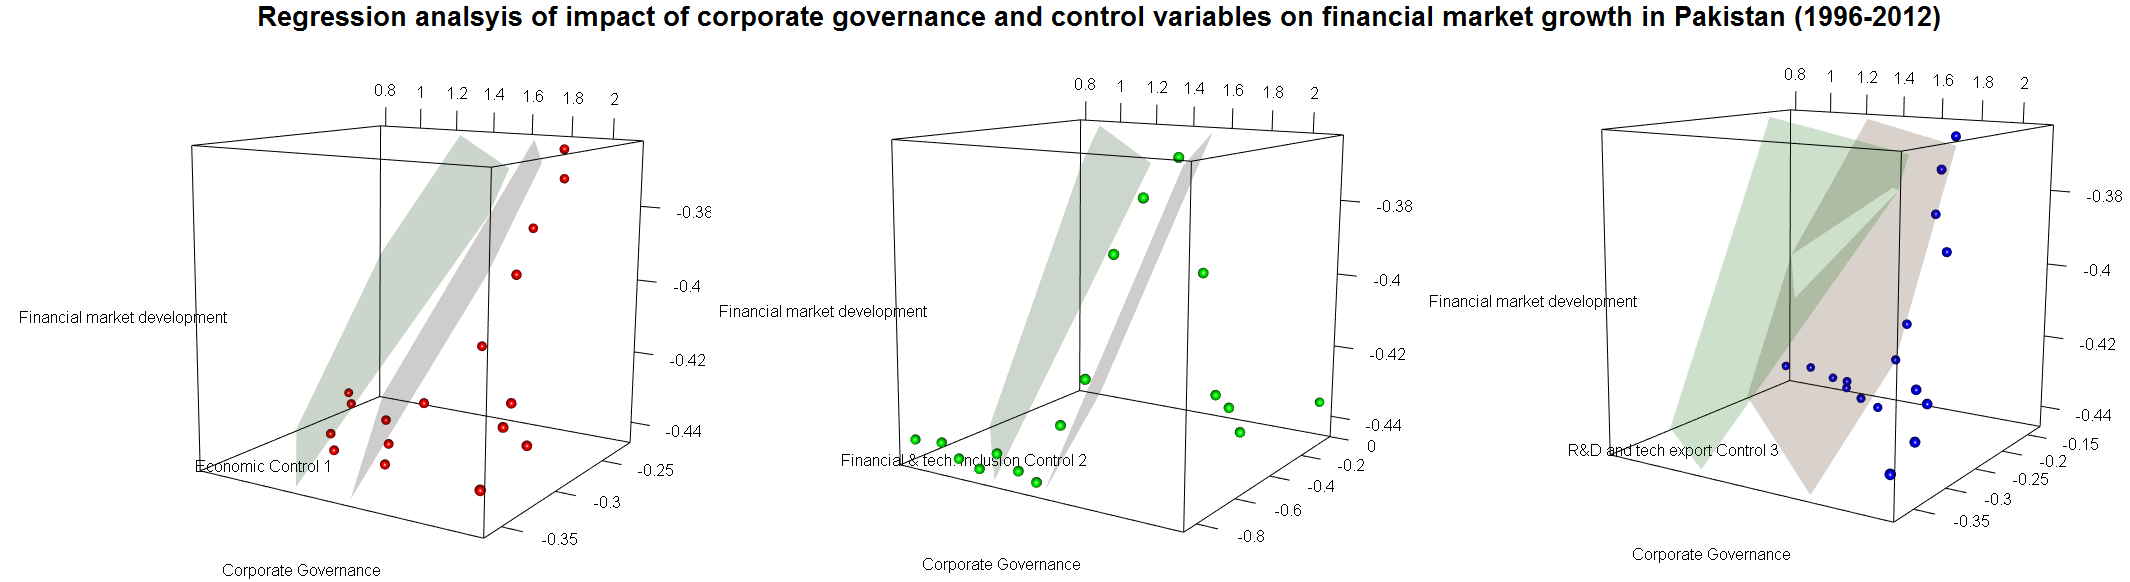 Regression analsyis of impact of corporate governance and control variables on financial market growth in Pakistan (1996-2012)
0.8 1 1.2 1.4 1.6 1.8 2
-0.38
-0.4
-0.42
-0.44
-0.25
-0.3
-0.35
Financial market development
Economic Control 1
Corporate Governance
0.8 1 1.2 1.4 1.6 1.8 2
-0.38
-0.4
-0.42
-0.44
0
-0.2
-0.4
-0.6
-0.8
Financial market development
Financial & tech. Inclusion Control 2
Corporate Governance
0.8 1 1.2 1.4 1.6 1.8 2
-0.38
-0.4
-0.42
-0.44
-0.15
-0.2
-0.25
-0.3
-0.35
Financial market development
R&D and tech export Control 3
Corporate Governance